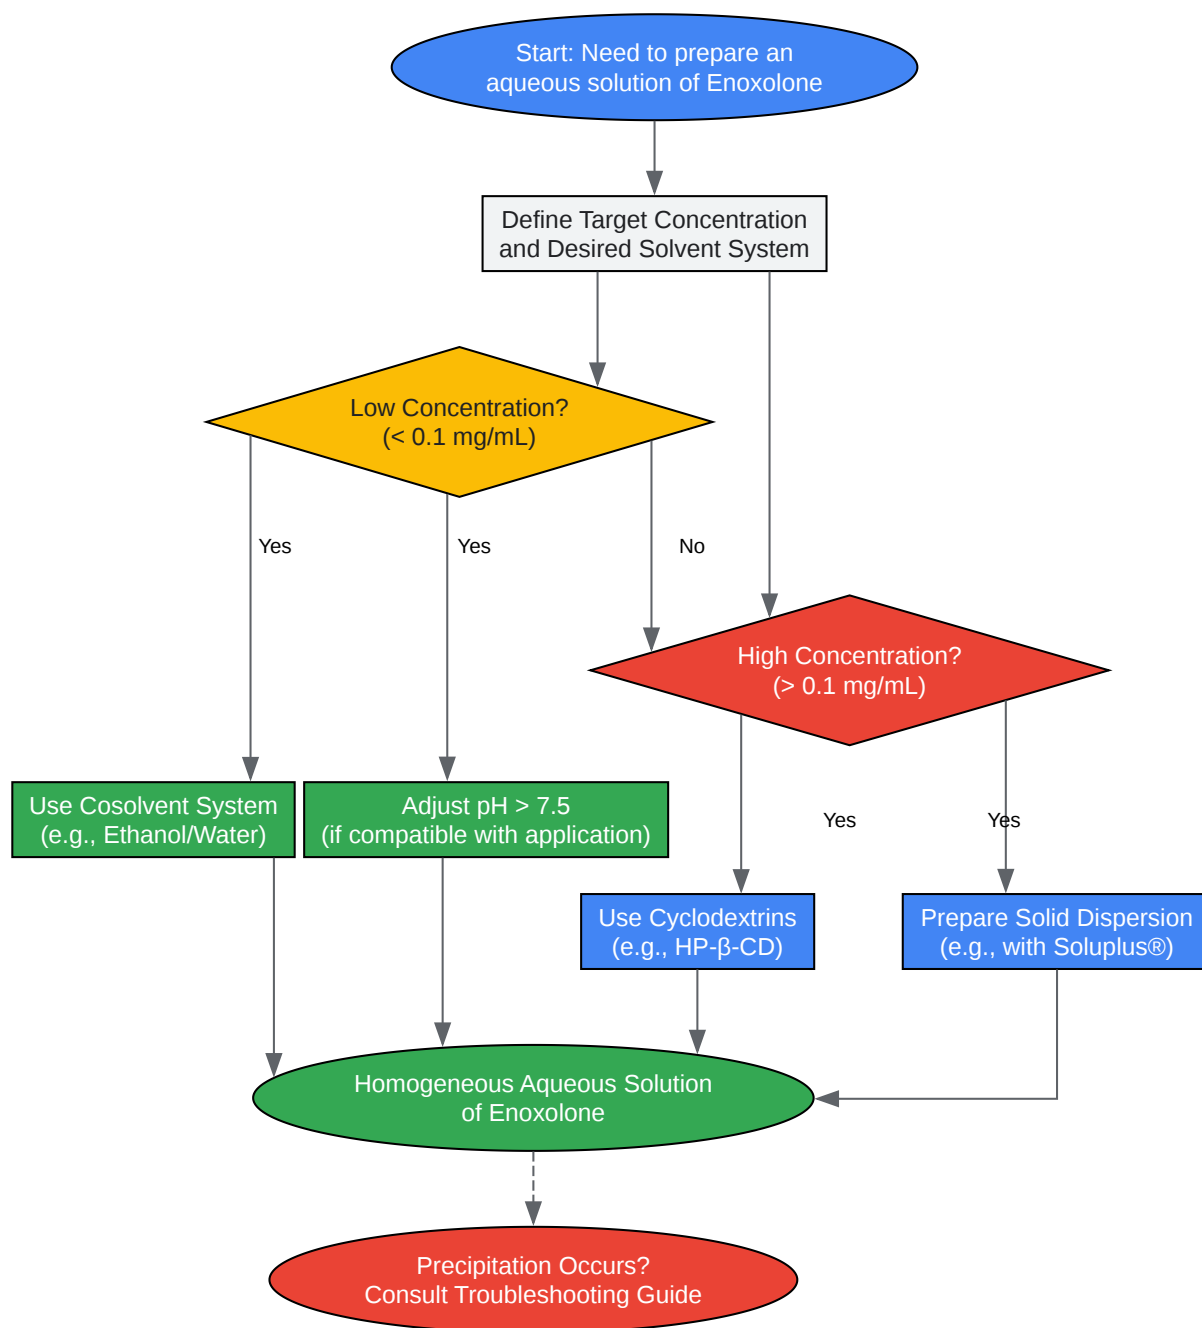 Start: Need to prepare an
aqueous solution of Enoxolone
Define Target Concentration
and Desired Solvent System
Low Concentration?
(< 0.1 mg/mL)
Yes
Yes
No
High Concentration?
(> 0.1 mg/mL)
Use Cosolvent System
(e.g., Ethanol/Water)
Adjust pH > 7.5
(if compatible with application)
Yes
Yes
Use Cyclodextrins
(e.g., HP-β-CD)
Prepare Solid Dispersion
(e.g., with Soluplus®)
Homogeneous Aqueous Solution
of Enoxolone
Precipitation Occurs?
Consult Troubleshooting Guide